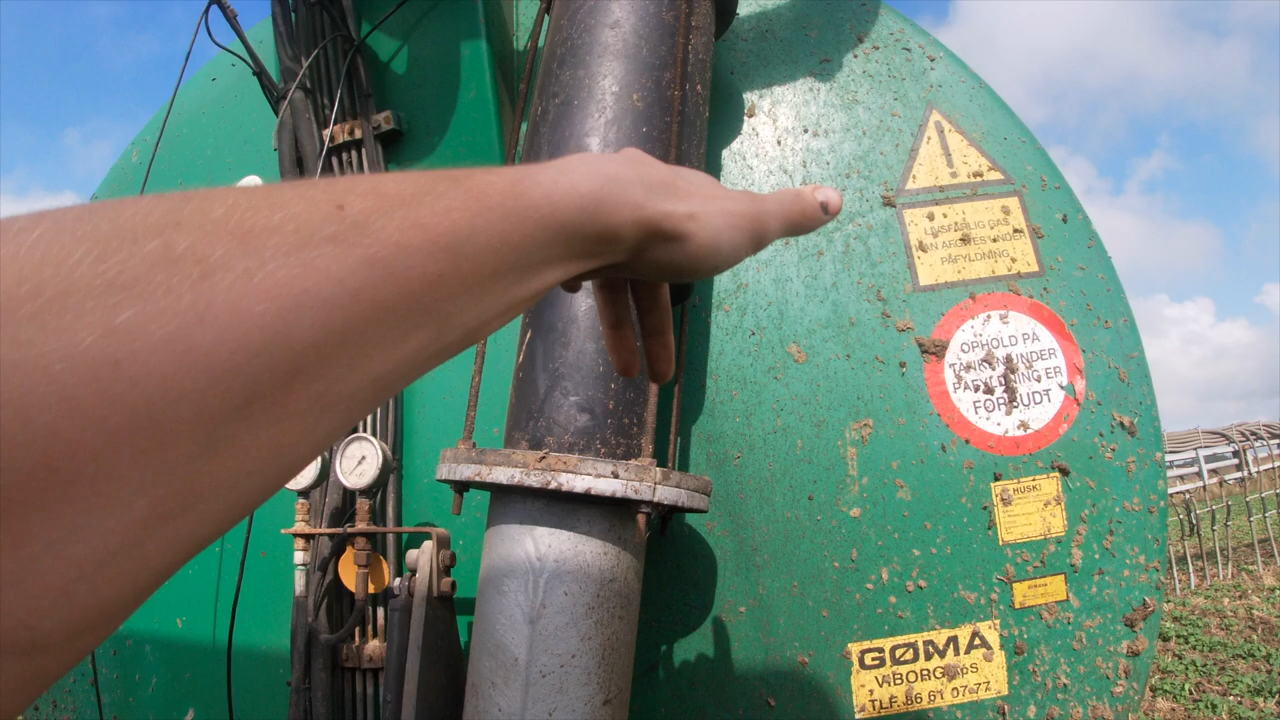 !
LIVSFARLIG GAS
KAN AFGIVES UNDER
PÅFYLDNING
OPHOLD PÅ
TANKEN UNDER
PÅFYLDNING ER
FORBUDT
HUSK!
GØMA
VIBORG ApS
TLF. 86 61 07 77